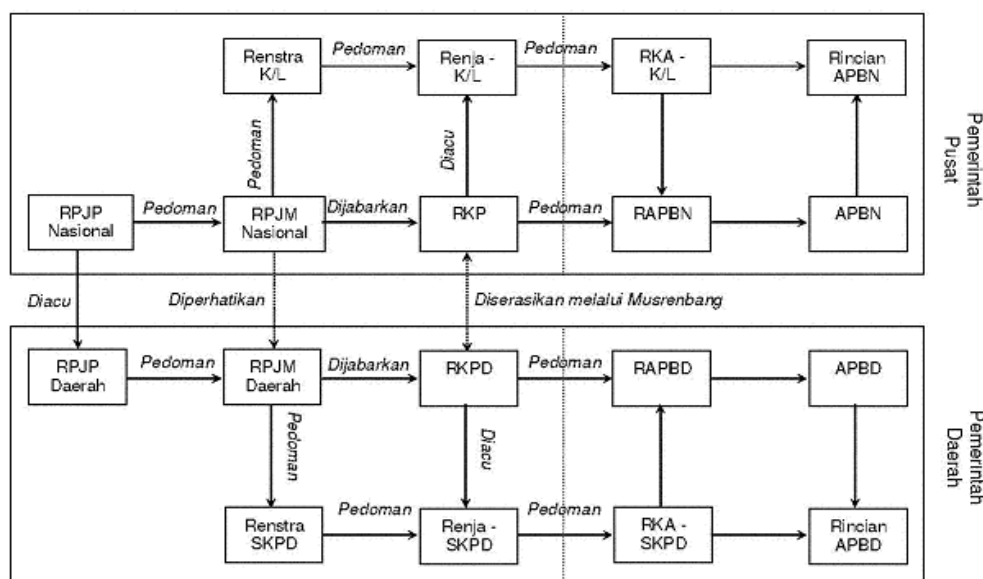 Renstra
K/L
Pedoman
Renja -
K/L
Pedoman
RKA -
K/L
Rincian
APBN
Pedoman
Diacu
RPJP
Nasional
Pedoman
RPJM
Nasional
Dijabarkan
RKP
Pedoman
RAPBN
APBN
Pemerintah
Pusat
Diacu
Diperhatikan
Diserasikan melalui Musrenbang
RPJP
Daerah
Pedoman
RPJM
Daerah
Dijabarkan
RKPD
Pedoman
RAPBD
APBD
Pedoman
Diacu
Renstra
SKPD
Pedoman
Renja -
SKPD
Pedoman
RKA -
SKPD
Rincian
APBD
Pemerintah
Daerah